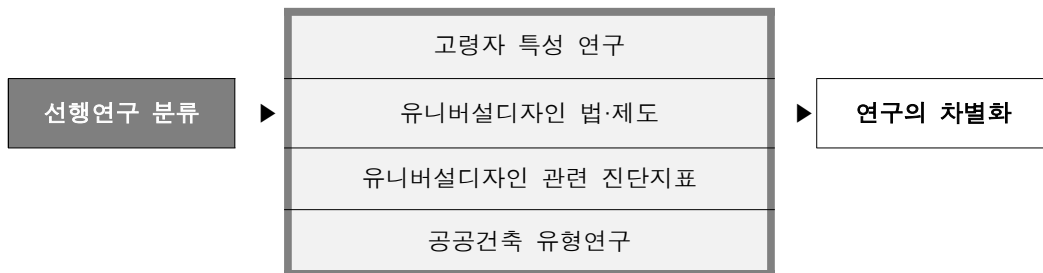 선행연구 분류
▶
고령자 특성 연구
유니버설디자인 법·제도
유니버설디자인 관련 진단지표
공공건축 유형연구
▶
연구의 차별화